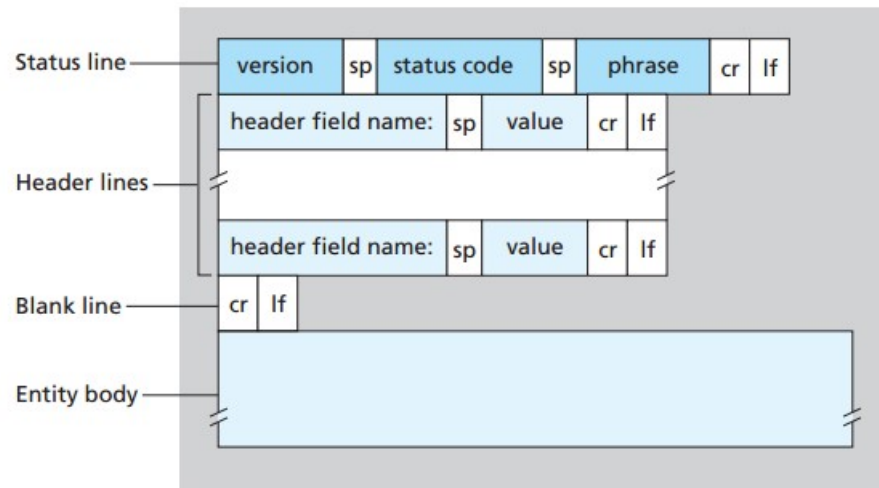 Status line version sp status code sp phrase cr lf
header field name: sp value cr lf
Header lines
header field name: sp value cr lf
Blank line cr lf
Entity body